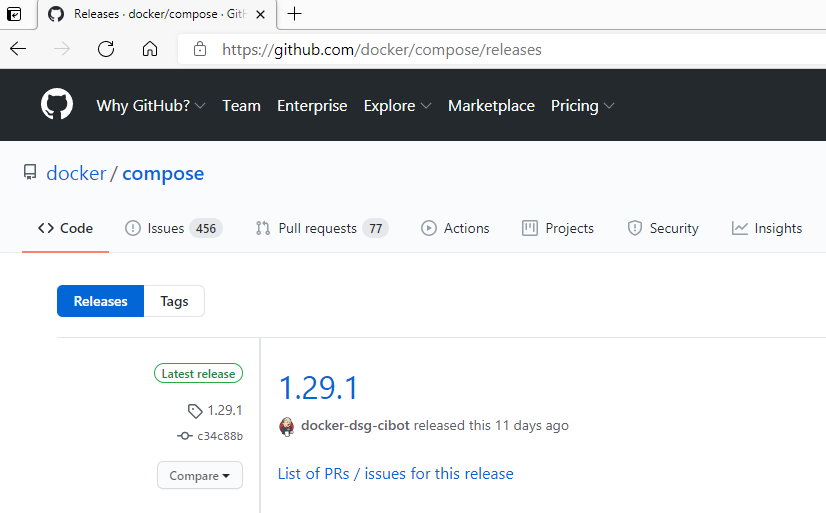 Releases · docker/compose · Git
https://github.com/docker/compose/releases
Why GitHub? Team Enterprise Explore Marketplace Pricing
docker / compose
Code Issues 456 Pull requests 77 Actions Projects Security Insights
Releases Tags
Latest release
1.29.1
c34c88b
Compare
1.29.1
docker-dsg-cibot released this 11 days ago
List of PRs / issues for this release